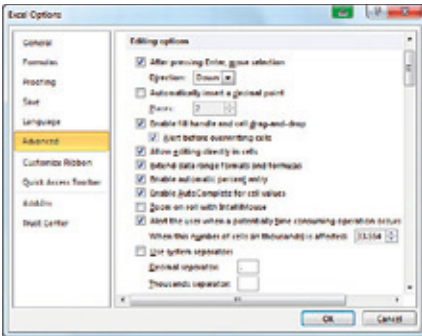 Excel Options
General
Formulas
Proofing
Save
Language
Advanced
Customize Ribbon
Quick Access Toolbar
Add-Ins
Trust Center
Editing options
After pressing Enter, move selection
Direction: Down
Automatically insert a decimal point
Places: 2
Enable fill handle and cell drag-and-drop
Alert before overwriting cells
Allow editing directly in cells
Extend data range formats and formulas
Enable automatic percent entry
Enable AutoComplete for cell values
Zoom on roll with IntelliMouse
Alert the user when a potentially time consuming operation occurs
When this number of cells (in thousands) is affected:
Use system separators
Decimal separator: .
Thousands separator: ,
OK
Cancel